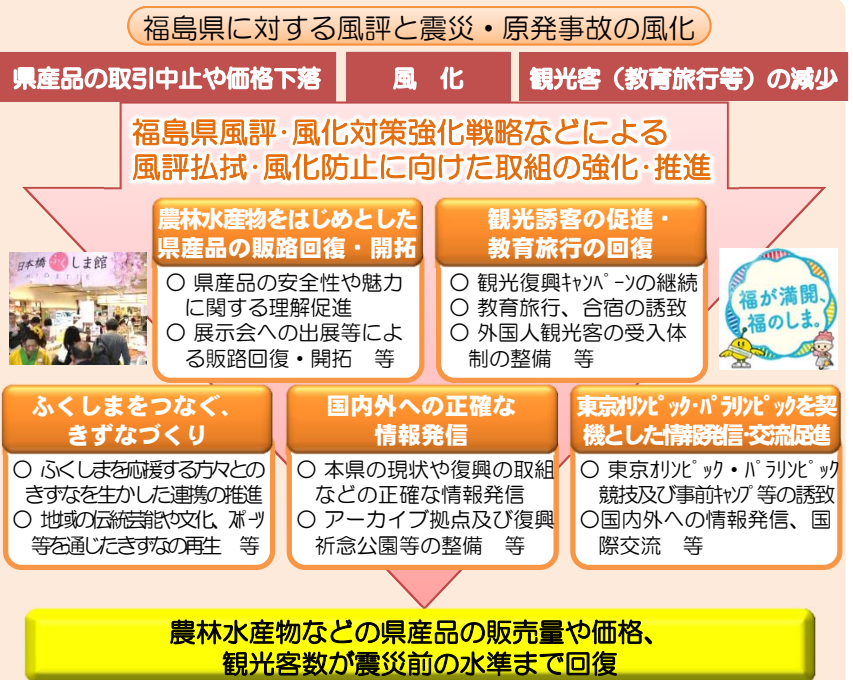 福島県に対する風評と震災・原発事故の風化
県産品の取引中止や価格下落
風 化
観光客（教育旅行等）の減少
福島県風評・風化対策強化戦略などによる
風評払拭・風化防止に向けた取組の強化・推進
農林水産物をはじめとした
県産品の販路回復・開拓
○ 県産品の安全性や魅力
に関する理解促進
○ 展示会への出展等によ
る販路回復・開拓 等
観光誘客の促進・
教育旅行の回復
○ 観光復興ｷｬﾝﾍﾟｰﾝの継続
○ 教育旅行、合宿の誘致
○ 外国人観光客の受入体
制の整備 等
日本橋ふくしま館
福が満開、
福のしま。
ふくしまをつなぐ、
きずなづくり
○ ふくしまを応援する方々との
きずなを生かした連携の推進
○ 地域の伝統芸能や文化、ｽﾎﾟｰﾂ
等を通じたきずなの再生 等
国内外への正確な
情報発信
○ 本県の現状や復興の取組
などの正確な情報発信
○ アーカイブ拠点及び復興
祈念公園等の整備 等
東京ｵﾘﾝﾋﾟｯｸ・ﾊﾟﾗﾘﾝﾋﾟｯｸを契
機とした情報発信・交流促進
○ 東京ｵﾘﾝﾋﾟｯｸ・ﾊﾟﾗﾘﾝﾋﾟｯｸ
競技及び事前ｷｬﾝﾌﾟ等の誘致
○国内外への情報発信、国
際交流 等
農林水産物などの県産品の販売量や価格、
観光客数が震災前の水準まで回復